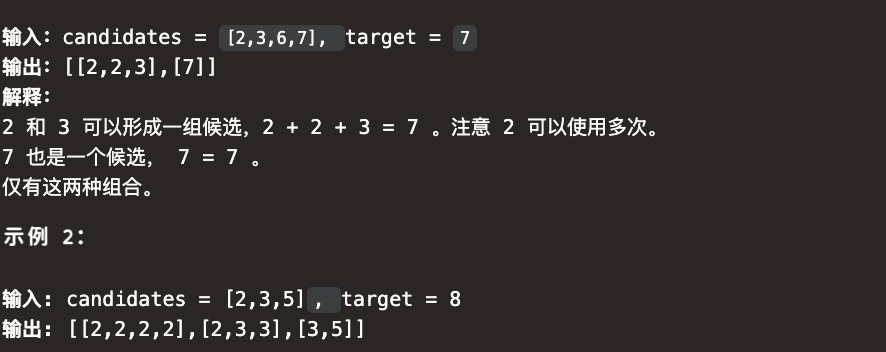 输入：candidates = [2,3,6,7], target = 7
输出：[[2,2,3],[7]]
解释：
2 和 3 可以形成一组候选，2 + 2 + 3 = 7 。注意 2 可以使用多次。
7 也是一个候选， 7 = 7 。
仅有这两种组合。
示例 2：
输入: candidates = [2,3,5], target = 8
输出: [[2,2,2,2],[2,3,3],[3,5]]